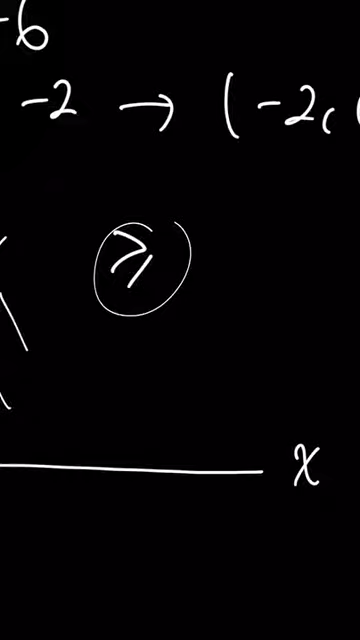 -6
-2 → (-2,
≥
x